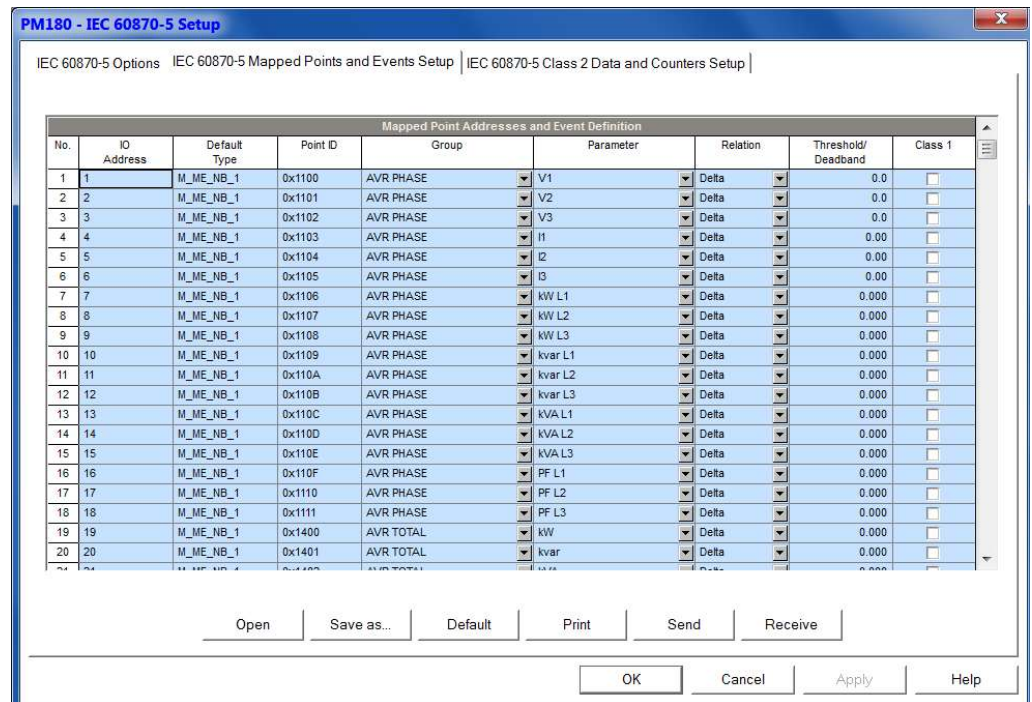 PM180 - IEC 60870-5 Setup
IEC 60870-5 Options IEC 60870-5 Mapped Points and Events Setup IEC 60870-5 Class 2 Data and Counters Setup
Mapped Point Addresses and Event Definition
No. IO Address Default Type Point ID Group Parameter Relation Threshold/ Deadband Class 1
1 1 M_ME_NB_1 0x1100 AVR PHASE V1 Delta 0.0
2 2 M_ME_NB_1 0x1101 AVR PHASE V2 Delta 0.0
3 3 M_ME_NB_1 0x1102 AVR PHASE V3 Delta 0.0
4 4 M_ME_NB_1 0x1103 AVR PHASE I1 Delta 0.00
5 5 M_ME_NB_1 0x1104 AVR PHASE I2 Delta 0.00
6 6 M_ME_NB_1 0x1105 AVR PHASE I3 Delta 0.00
7 7 M_ME_NB_1 0x1106 AVR PHASE kW L1 Delta 0.000
8 8 M_ME_NB_1 0x1107 AVR PHASE kW L2 Delta 0.000
9 9 M_ME_NB_1 0x1108 AVR PHASE kW L3 Delta 0.000
10 10 M_ME_NB_1 0x1109 AVR PHASE kvar L1 Delta 0.000
11 11 M_ME_NB_1 0x110A AVR PHASE kvar L2 Delta 0.000
12 12 M_ME_NB_1 0x110B AVR PHASE kvar L3 Delta 0.000
13 13 M_ME_NB_1 0x110C AVR PHASE kVA L1 Delta 0.000
14 14 M_ME_NB_1 0x110D AVR PHASE kVA L2 Delta 0.000
15 15 M_ME_NB_1 0x110E AVR PHASE kVA L3 Delta 0.000
16 16 M_ME_NB_1 0x110F AVR PHASE PF L1 Delta 0.000
17 17 M_ME_NB_1 0x1110 AVR PHASE PF L2 Delta 0.000
18 18 M_ME_NB_1 0x1111 AVR PHASE PF L3 Delta 0.000
19 19 M_ME_NB_1 0x1400 AVR TOTAL kW Delta 0.000
20 20 M_ME_NB_1 0x1401 AVR TOTAL kvar Delta 0.000
Open Save as... Default Print Send Receive
OK Cancel Apply Help